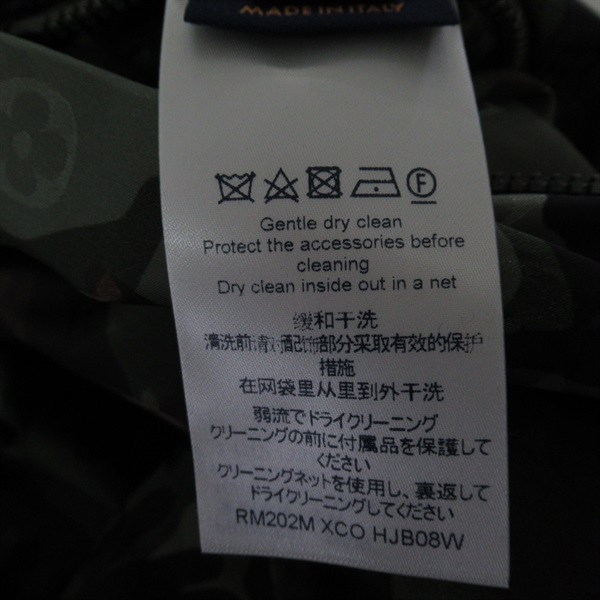 MADE IN ITALY
F
Gentle dry clean
Protect the accessories before
cleaning
Dry clean inside out in a net
缓和干洗
清洗前请对配饰部分采取有效的保护
措施
在网袋里从里到外干洗
弱流でドライクリーニング
クリーニングの前に付属品を保護して
ください
クリーニングネットを使用し、裏返して
ドライクリーニングしてください
RM202M XCO HJB08W